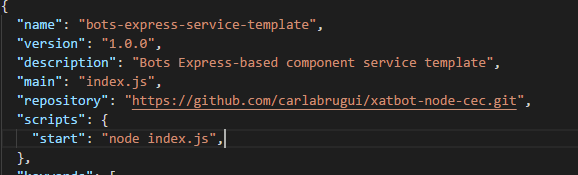 {
"name": "bots-express-service-template",
"version": "1.0.0",
"description": "Bots Express-based component service template",
"main": "index.js",
"repository": "https://github.com/carlabrugui/xatbot-node-cec.git",
"scripts": {
"start": "node index.js",
},
"keywords": [